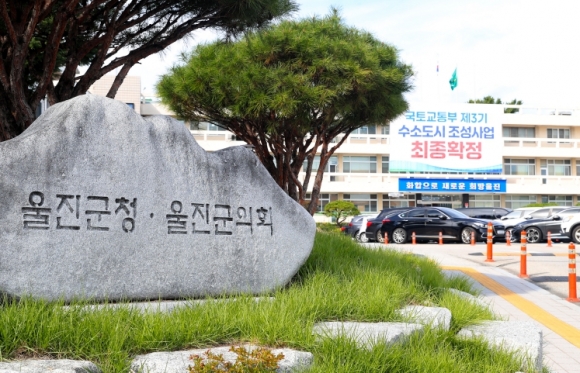 울진군청·울진군의회
국토교통부 제3기
수소도시 조성사업
최종확정
화합으로 새로운 희망울진